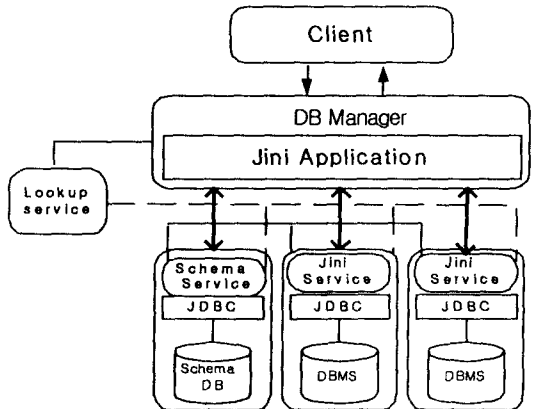 Client
DB Manager
Jini Application
Lookup
service
Schema
Service
JDBC
Schema
DB
Jini
Service
JDBC
DBMS
Jini
Service
JDBC
DBMS